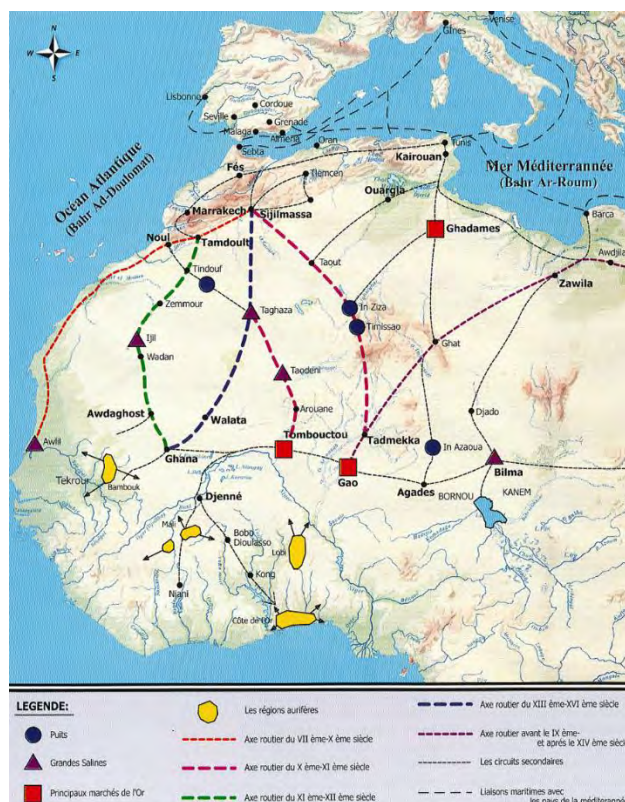 Gênes
Venise
N
W
E
S
Lisbonne
Cordoue
Seville
Grenade
Malaga
Almeria
Sebta
Oran
Tunis
Fés
Tlemcen
Kairouan
Mer Méditerrannée
(Bahr Ar-Roum)
Océan Atlantique
(Bahr Ad-Doulomat)
Marrakech
Sijilmassa
Ouargla
Barca
Noul
Tamdoult
Ghadames
Awdjila
Tindouf
Taout
Zawila
Zemmour
Taghaza
In Ziza
Timissao
Ijil
Wadan
Ghat
Taodeni
Awdaghost
Walata
Arouane
Djado
Awlil
Tombouctou
Tadmekka
In Azaoua
Ghana
Tekrour
Bambouk
Gao
Agades
Bilma
BORNOU
KANEM
Djenné
Mali
Bobo
Dioulasso
Lobi
Kong
Niani
Côte de l'Or
LEGENDE:
Puits
Grandes Salines
Principaux marchés de l'Or
Les régions aurifères
Axe routier du VII ème-X ème siècle
Axe routier du X ème-XI ème siècle
Axe routier du XI ème-XII ème siècle
Axe routier du XIII ème-XVI ème siècle
Axe routier avant le IX ème-
et après le XIV ème siècle
Les circuits secondaires
Liaisons maritimes avec
les pays de la méditerranée